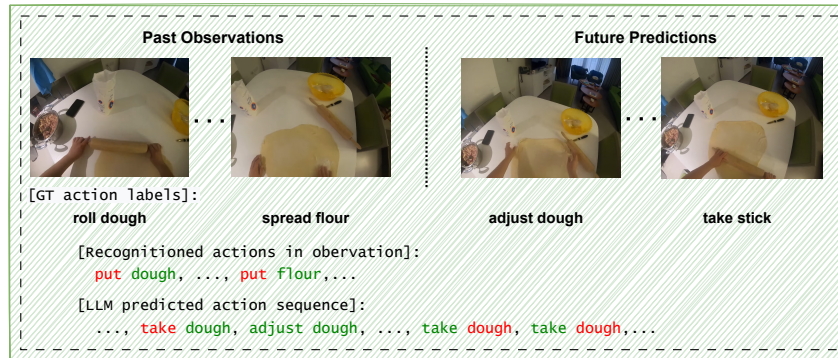 Past Observations
Future Predictions
...
...
[GT action labels]:
roll dough
spread flour
adjust dough
take stick
[Recognitioned actions in obervation]:
put dough, ..., put flour,...
[LLM predicted action sequence]:
..., take dough, adjust dough, ..., take dough, take dough,...